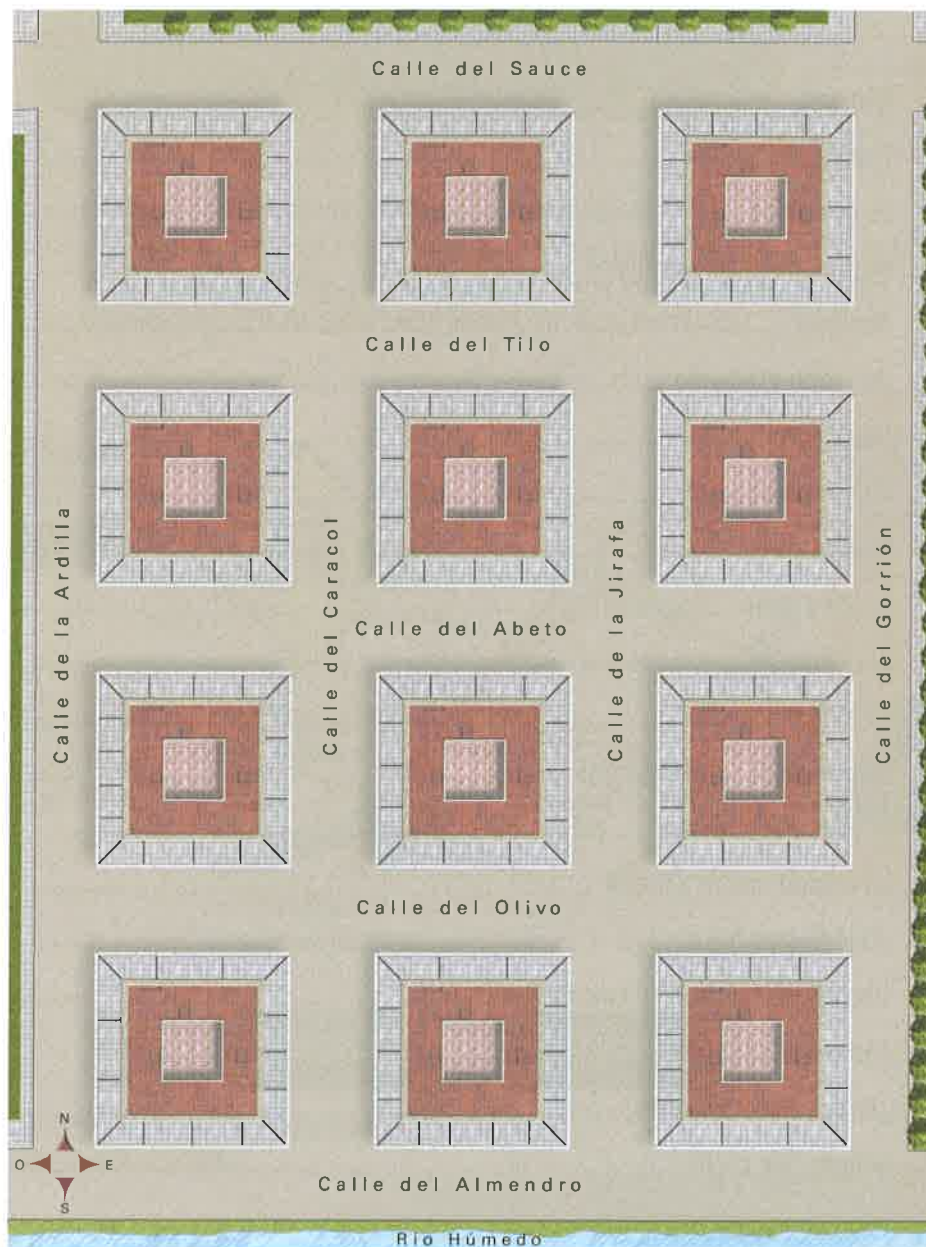 Calle del Sauce
Calle del Tilo
Calle de la Ardilla
Calle del Caracol
Calle de la Jirafa
Calle del Gorrión
Calle del Abeto
Calle del Olivo
N
O E
S
Calle del Almendro
Río Húmedo